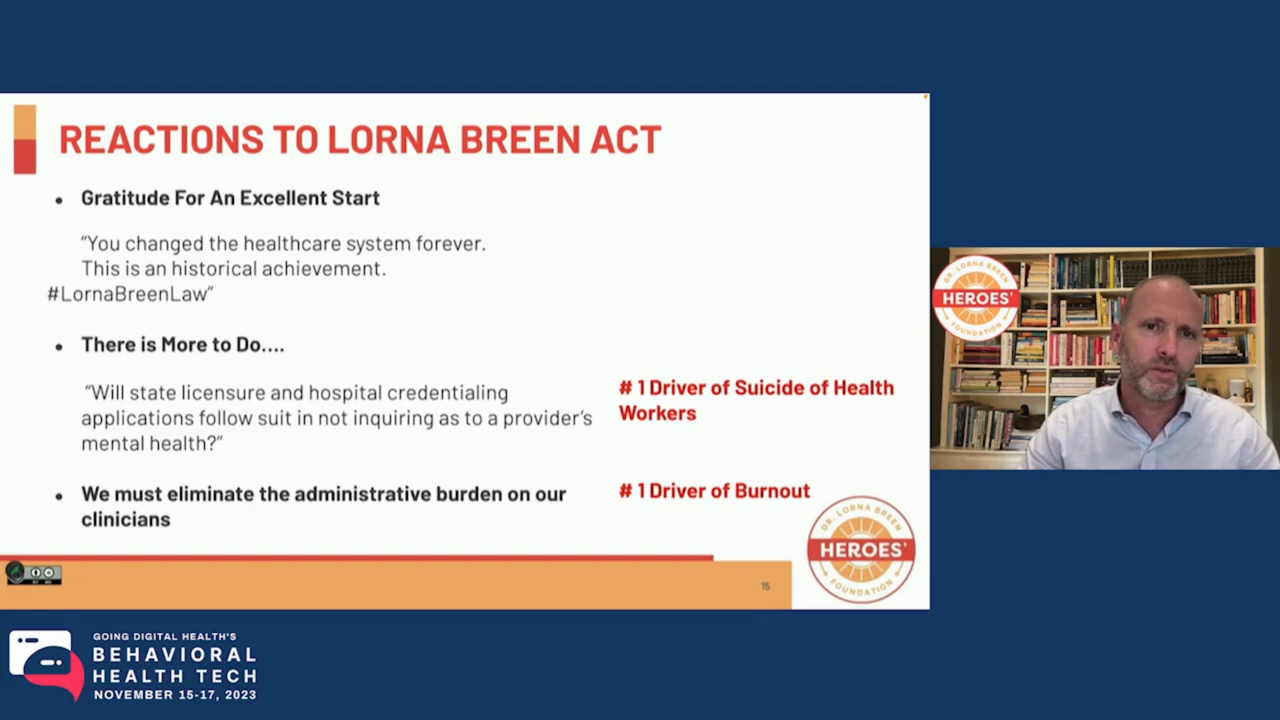 REACTIONS TO LORNA BREEN ACT
• Gratitude For An Excellent Start
“You changed the healthcare system forever.
This is an historical achievement.
#LornaBreenLaw”
• There is More to Do....
“Will state licensure and hospital credentialing
applications follow suit in not inquiring as to a provider’s
mental health?”
# 1 Driver of Suicide of Health
Workers
• We must eliminate the administrative burden on our
clinicians
# 1 Driver of Burnout
DR. LORNA BREEN
HEROES’
FOUNDATION
15
DR. LORNA BREEN
HEROES’
FOUNDATION
GOING DIGITAL HEALTH’S
BEHAVIORAL
HEALTH TECH
NOVEMBER 15-17, 2023